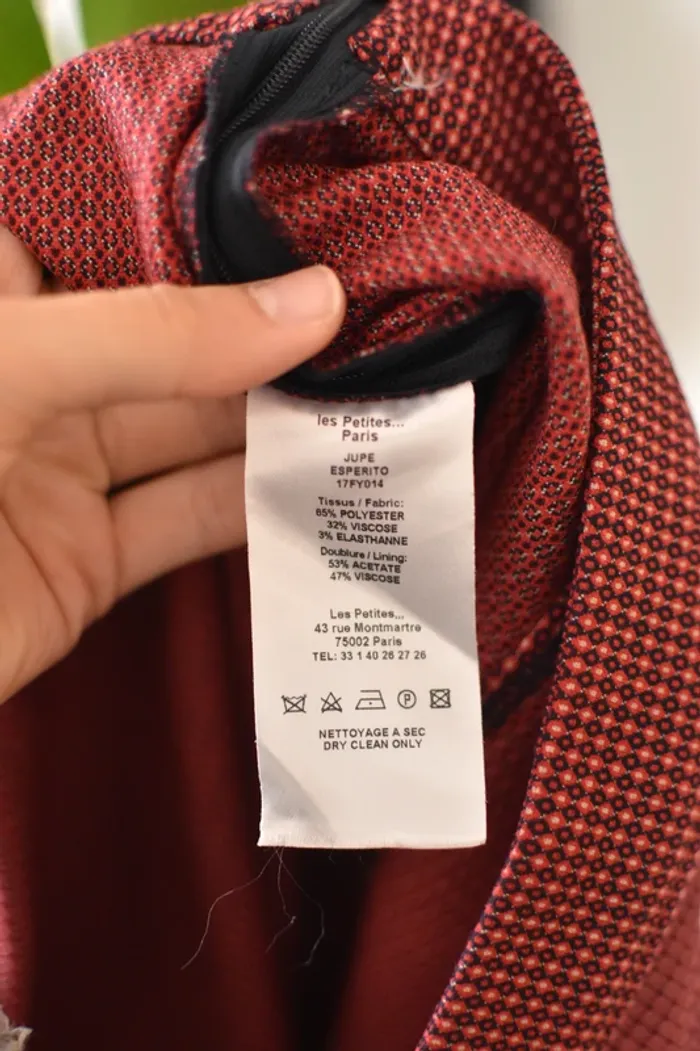 les Petites...
Paris
JUPE
ESPERITO
17FY014
Tissus / Fabric:
65% POLYESTER
32% VISCOSE
3% ELASTHANNE
Doublure / Lining:
53% ACETATE
47% VISCOSE
Les Petites...
43 rue Montmartre
75002 Paris
TEL: 33 1 40 26 27 26
P
NETTOYAGE A SEC
DRY CLEAN ONLY